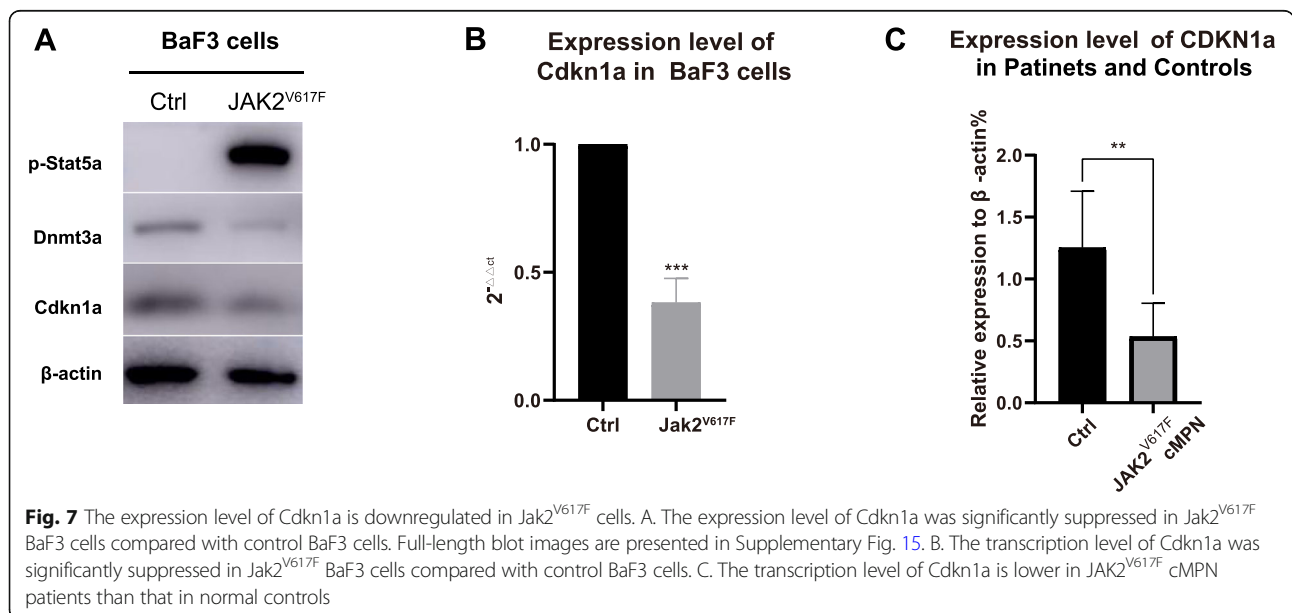 A
BaF3 cells
Ctrl JAK2V617F
p-Stat5a
Dnmt3a
Cdkn1a
β-actin
B
Expression level of
Cdkn1a in BaF3 cells
2-△△ct
1.0
0.5
0.0
***
Ctrl Jak2V617F
C
Expression level of CDKN1a
in Patinets and Controls
Relative expression to β -actin%
2.0
1.5
1.0
0.5
0.0
**
Ctrl
JAK2V617F
cMPN
Fig. 7 The expression level of Cdkn1a is downregulated in Jak2V617F cells. A. The expression level of Cdkn1a was significantly suppressed in Jak2V617F
BaF3 cells compared with control BaF3 cells. Full-length blot images are presented in Supplementary Fig. 15. B. The transcription level of Cdkn1a was
significantly suppressed in Jak2V617F BaF3 cells compared with control BaF3 cells. C. The transcription level of Cdkn1a is lower in JAK2V617F cMPN
patients than that in normal controls